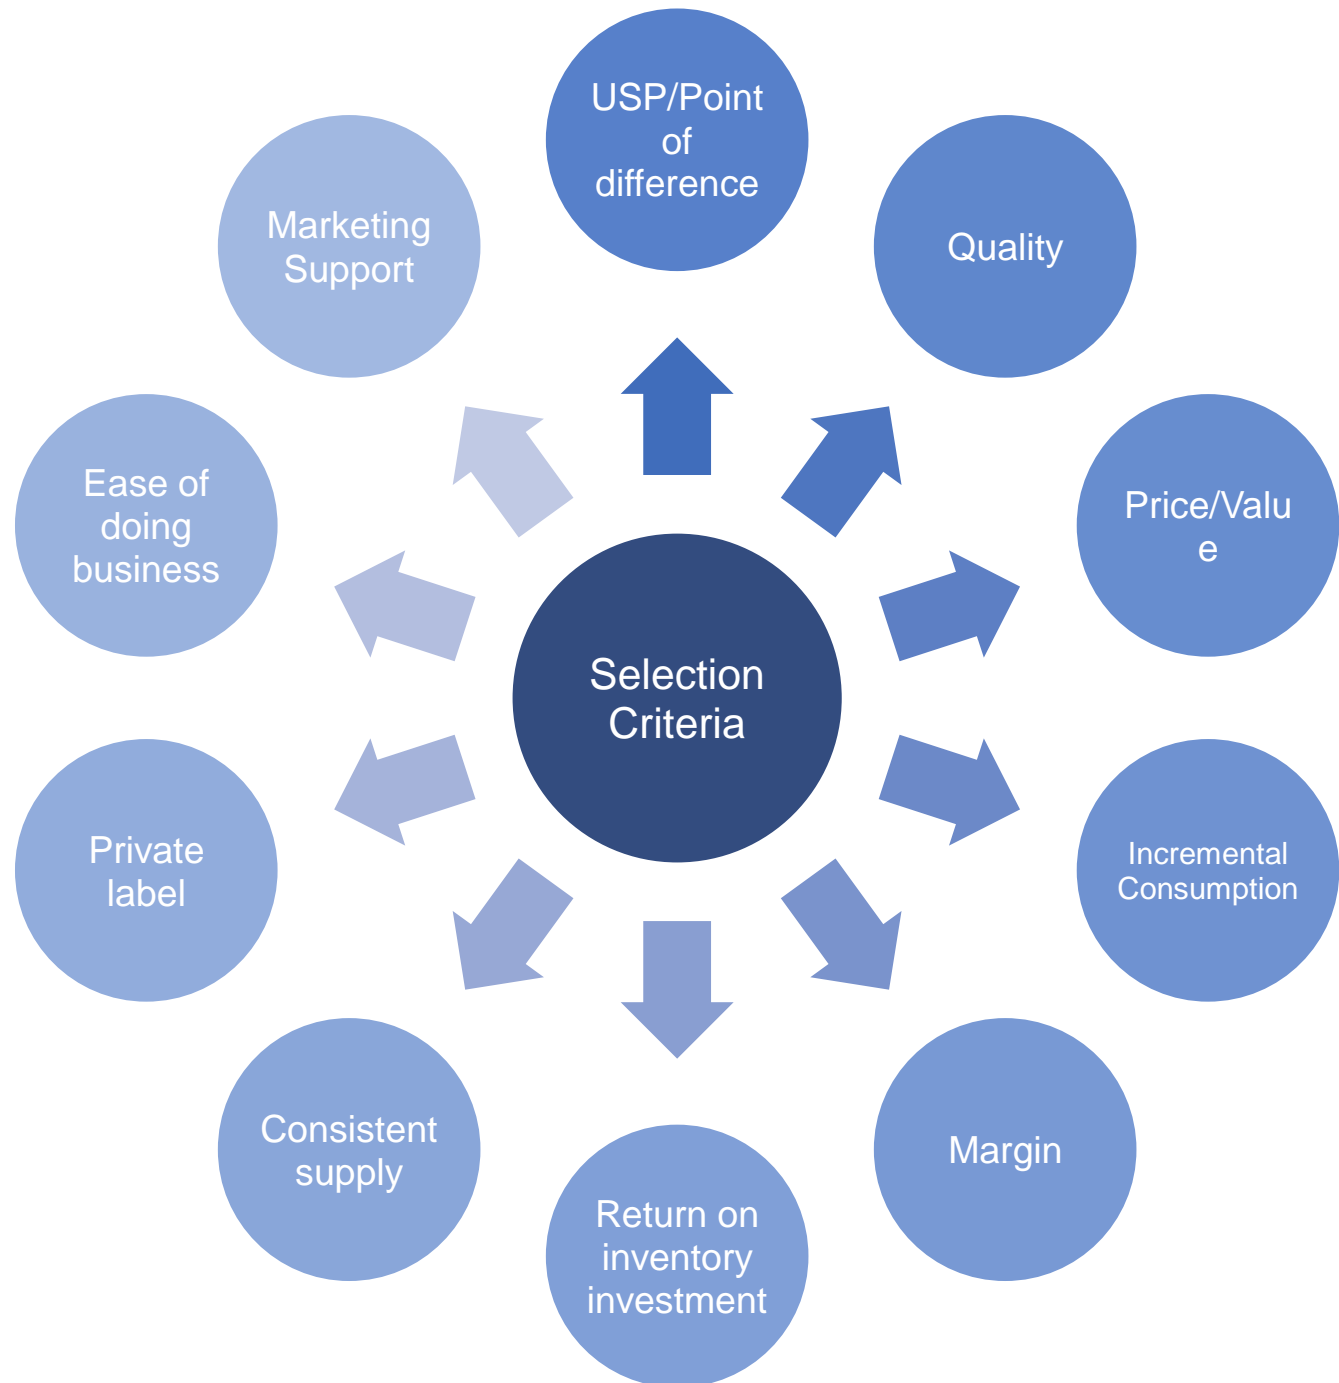 USP/Point
of
difference
Quality
Price/Valu
e
Incremental
Consumption
Margin
Return on
inventory
investment
Consistent
supply
Private
label
Ease of
doing
business
Marketing
Support
Selection
Criteria